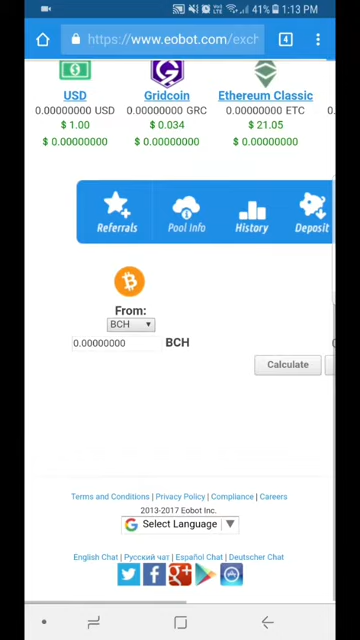 41% 1:13 PM
https://www.eobot.com/exch
4
USD Gridcoin Ethereum Classic
0.00000000 USD 0.00000000 GRC 0.00000000 ETC
$ 1.00 $ 0.034 $ 21.05
$ 0.00000000 $ 0.00000000 $ 0.00000000
Referrals Pool Info History Deposit
From:
BCH
0.00000000 BCH
Calculate
Terms and Conditions | Privacy Policy | Compliance | Careers
2013-2017 Eobot Inc.
Select Language
English Chat | Русский чат | Español Chat | Deutscher Chat